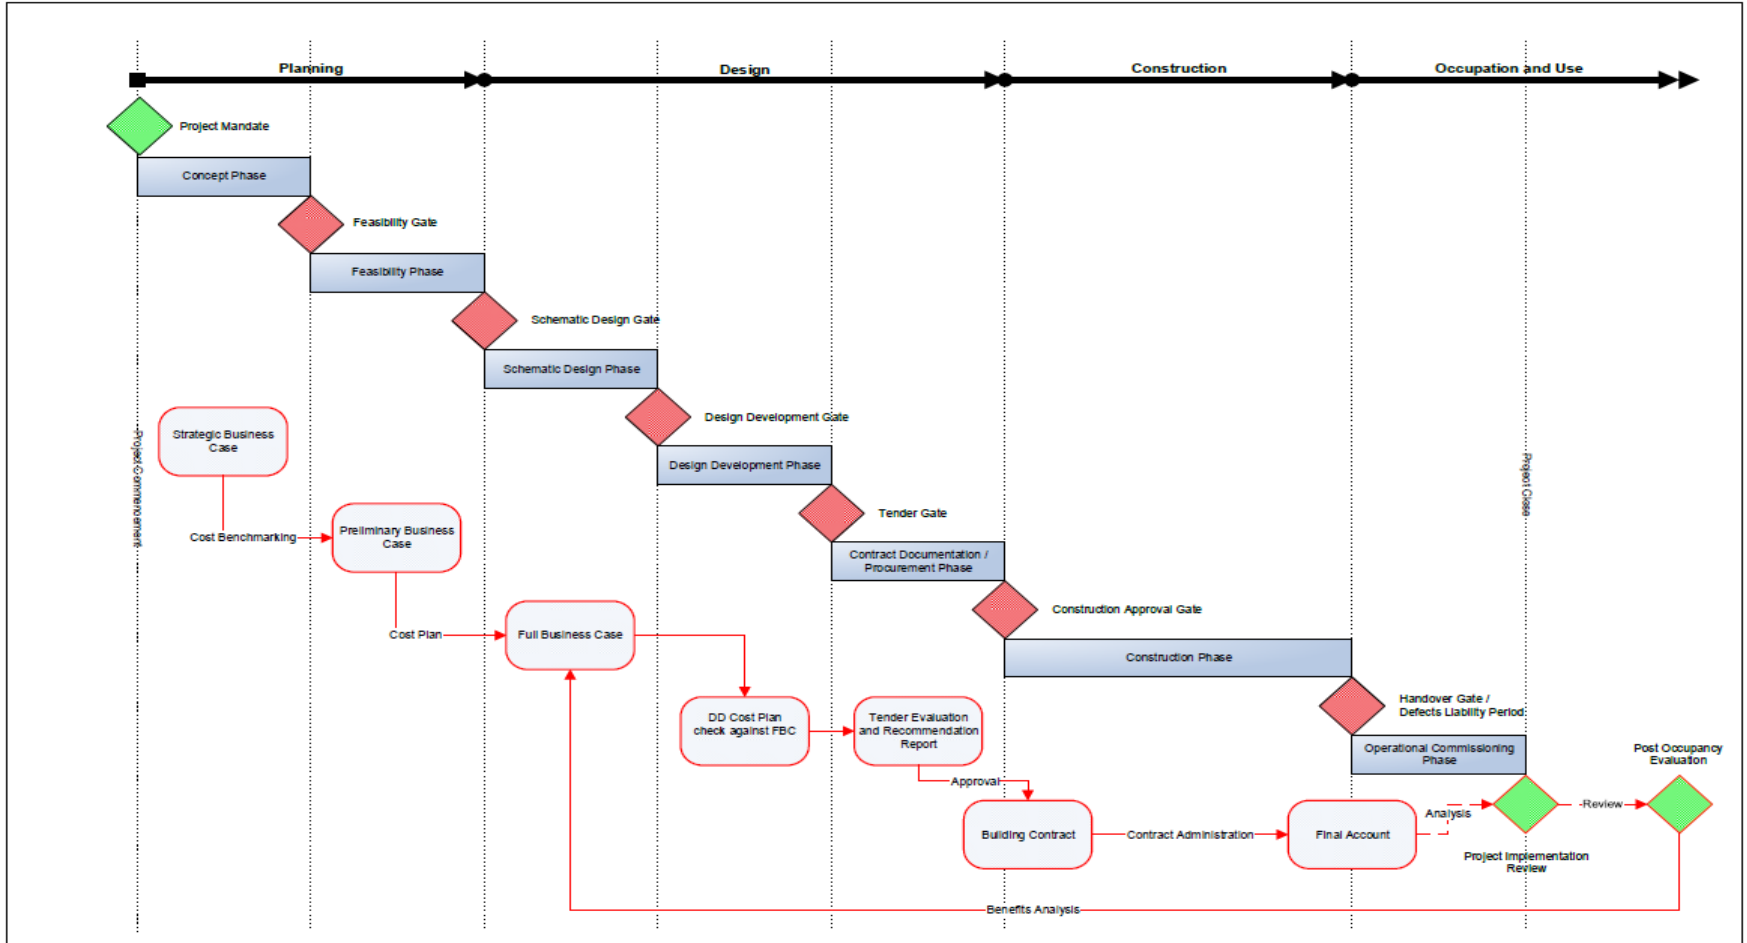 Planning
Design
Construction
Occupation and Use
Project Mandate
Concept Phase
Feasibility Gate
Feasibility Phase
Schematic Design Gate
Schematic Design Phase
Design Development Gate
Strategic Business
Case
Project Commencement
Design Development Phase
Project Close
Tender Gate
Cost Benchmarking
Preliminary Business
Case
Contract Documentation /
Procurement Phase
Construction Approval Gate
Cost Plan
Full Business Case
Construction Phase
Handover Gate /
Defects Liability Period
DD Cost Plan
check against FBC
Tender Evaluation
and Recommendation
Report
Operational Commissioning
Phase
Post Occupancy
Evaluation
Approval
Building Contract
Contract Administration
Final Account
Analysis
Review
Project Implementation
Review
Benefits Analysis